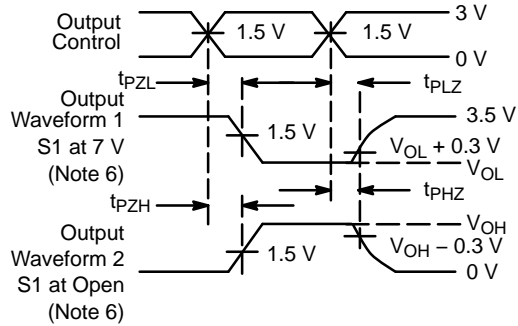 Output
Control
3 V
1.5 V
1.5 V
0 V
tPZL
tPLZ
Output
Waveform 1
S1 at 7 V
(Note 6)
3.5 V
1.5 V
VOL + 0.3 V
VOL
tPZH
tPHZ
Output
Waveform 2
S1 at Open
(Note 6)
VOH
1.5 V
VOH – 0.3 V
0 V